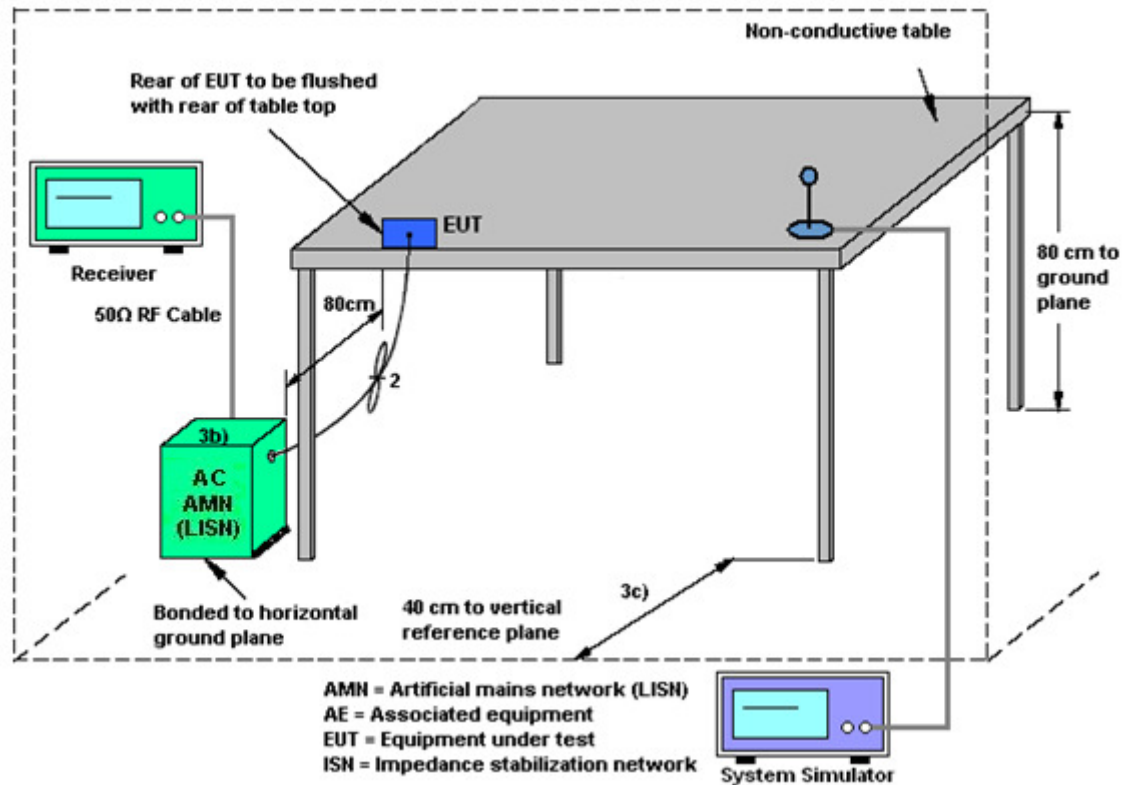 Non-conductive table
Rear of EUT to be flushed
with rear of table top
EUT
Receiver
80 cm to
ground
plane
80cm
50Ω RF Cable
2
3b)
AC
AMN
(LISN)
3c)
Bonded to horizontal
ground plane
40 cm to vertical
reference plane
AMN = Artificial mains network (LISN)
AE = Associated equipment
EUT = Equipment under test
ISN = Impedance stabilization network
System Simulator